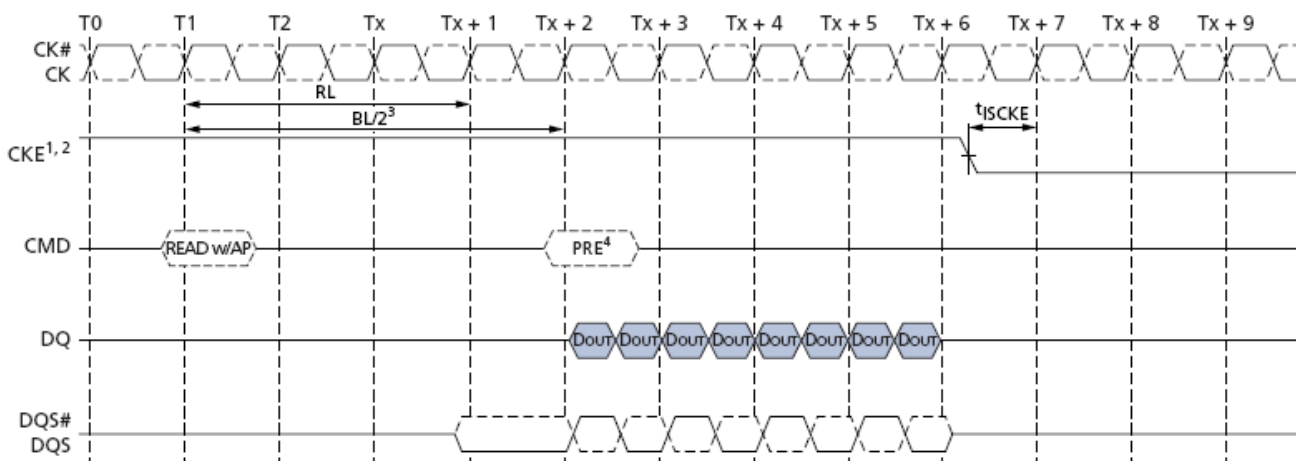 T0 T1 T2 Tx Tx + 1 Tx + 2 Tx + 3 Tx + 4 Tx + 5 Tx + 6 Tx + 7 Tx + 8 Tx + 9
CK#
CK
RL
BL/2³
tISCKE
CKE¹, ²
CMD READ w/AP PRE⁴
DQ DOUT DOUT DOUT DOUT DOUT DOUT DOUT DOUT
DQS#
DQS